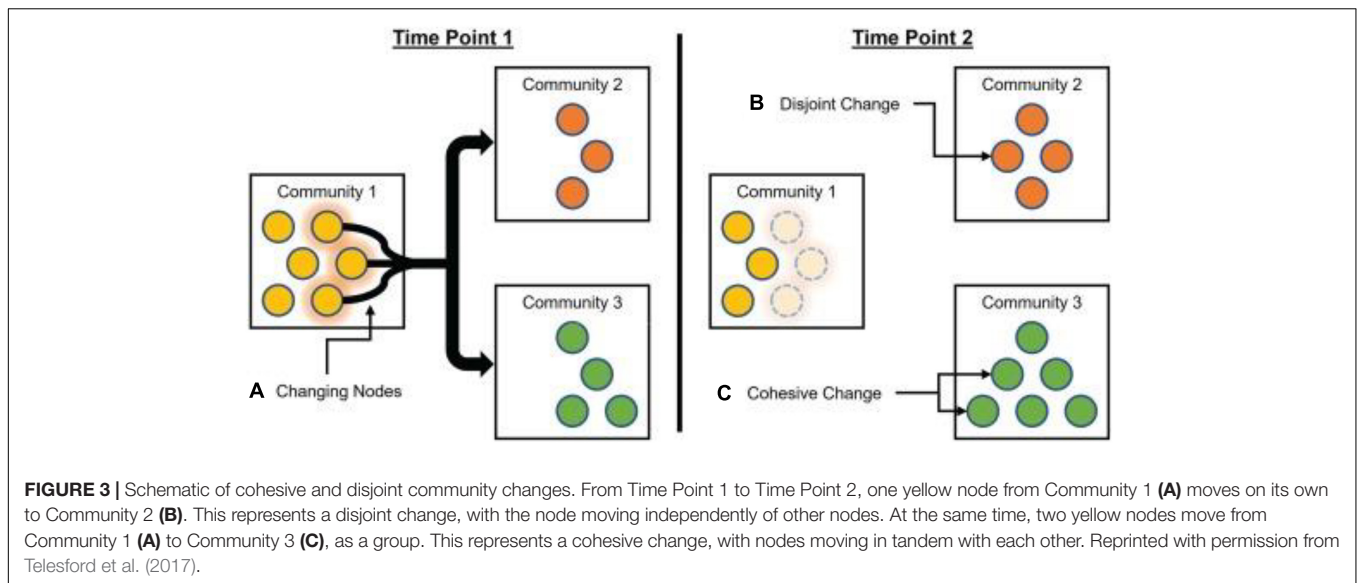 Time Point 1
Time Point 2
Community 2
Community 1
Community 3
A Changing Nodes
B Disjoint Change
Community 2
Community 1
Community 3
C Cohesive Change
FIGURE 3 | Schematic of cohesive and disjoint community changes. From Time Point 1 to Time Point 2, one yellow node from Community 1 (A) moves on its own
to Community 2 (B). This represents a disjoint change, with the node moving independently of other nodes. At the same time, two yellow nodes move from
Community 1 (A) to Community 3 (C), as a group. This represents a cohesive change, with nodes moving in tandem with each other. Reprinted with permission from
Telesford et al. (2017).